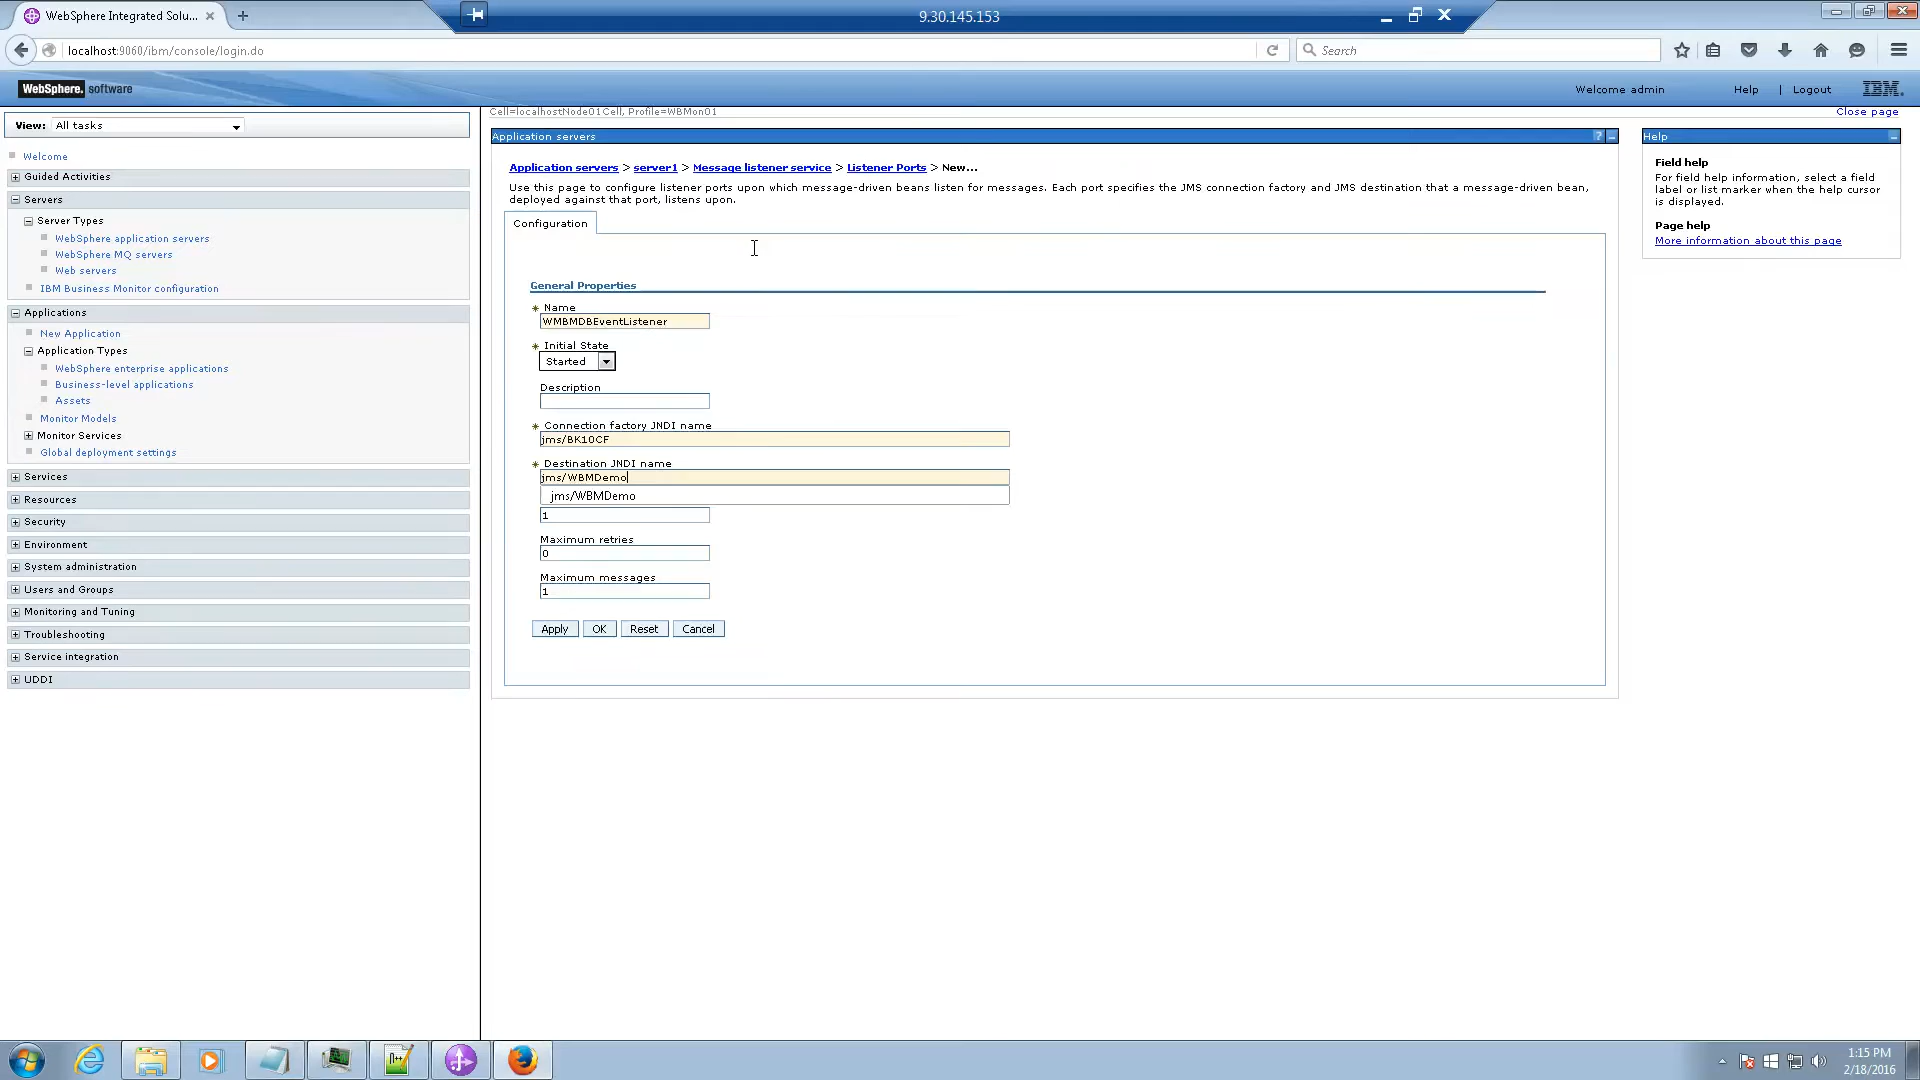 WebSphere Integrated Solu...
9.30.145.153
localhost:9060/ibm/console/login.do
Search
WebSphere. software
Welcome admin
Help | Logout
IBM.
View: All tasks
Welcome
Guided Activities
Servers
Server Types
WebSphere application servers
WebSphere MQ servers
Web servers
IBM Business Monitor configuration
Applications
New Application
Application Types
WebSphere enterprise applications
Business-level applications
Assets
Monitor Models
Monitor Services
Global deployment settings
Services
Resources
Security
Environment
System administration
Users and Groups
Monitoring and Tuning
Troubleshooting
Service integration
UDDI
Cell=localhostNode01Cell, Profile=WBMon01
Close page
Application servers
?
Application servers > server1 > Message listener service > Listener Ports > New...
Use this page to configure listener ports upon which message-driven beans listen for messages. Each port specifies the JMS connection factory and JMS destination that a message-driven bean,
deployed against that port, listens upon.
Configuration
General Properties
* Name
WMBMDBEventListener
* Initial State
Started
Description
* Connection factory JNDI name
jms/BK10CF
* Destination JNDI name
jms/WBMDemo
jms/WBMDemo
1
Maximum retries
0
Maximum messages
1
Apply OK Reset Cancel
Help
Field help
For field help information, select a field
label or list marker when the help cursor
is displayed.
Page help
More information about this page
1:15 PM
2/18/2016